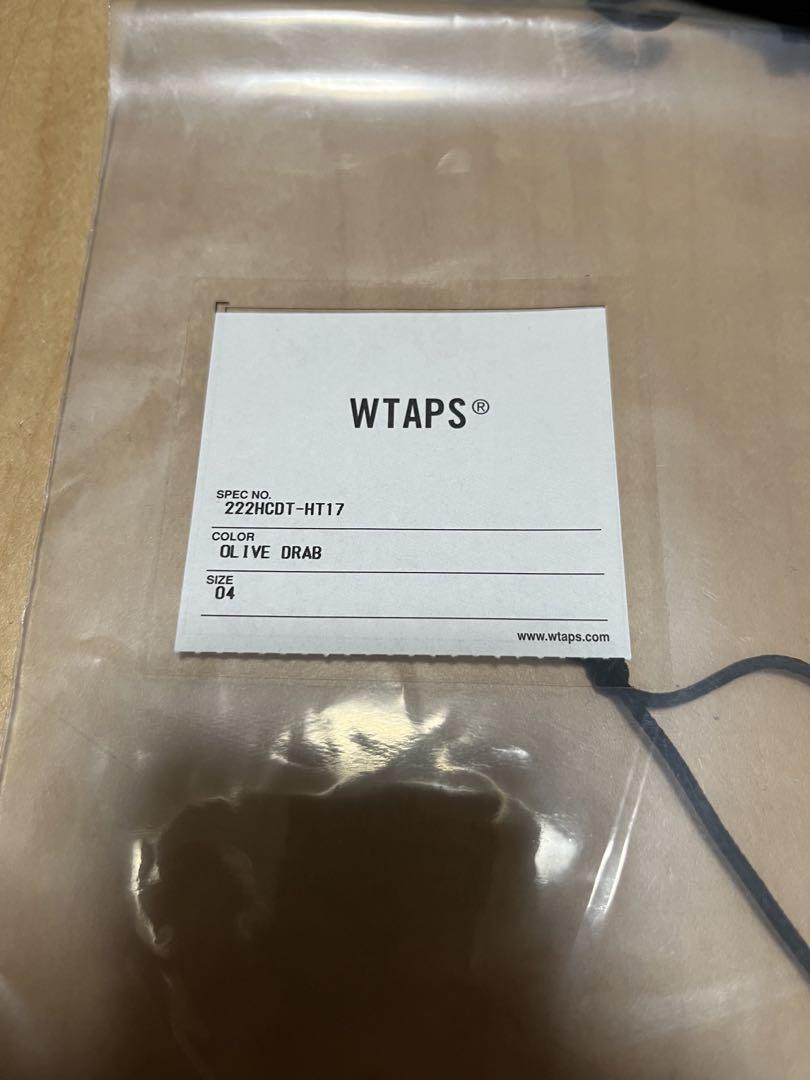 WTAPS®
SPEC NO.
222HCDT-HT17
COLOR
OLIVE DRAB
SIZE
04
www.wtaps.com